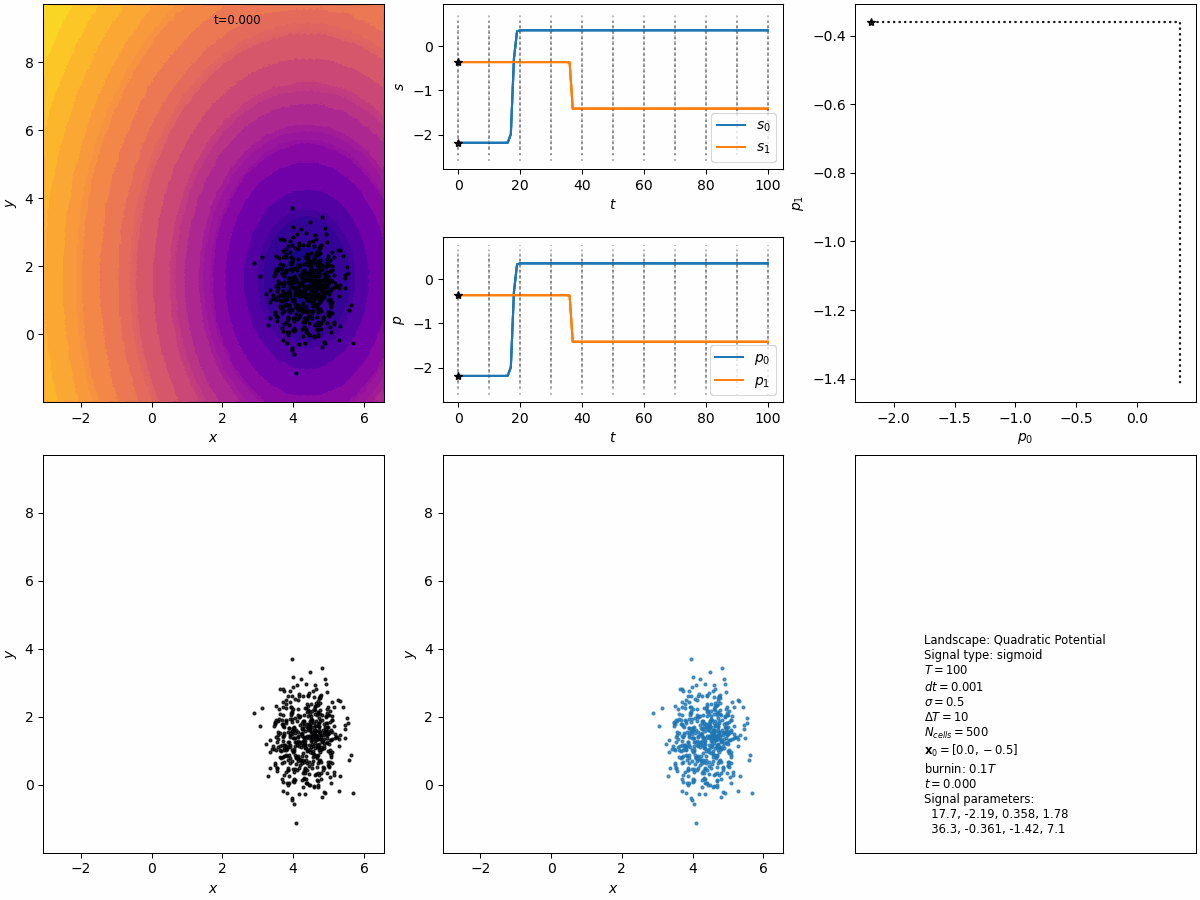 t=0.000
8
6
4
2
0
y
−2
0
2
4
6
x
0
−1
−2
s
s₀
s₁
0
20
40
60
80
100
t
0
−1
−2
p
p₀
p₁
0
20
40
60
80
100
t
−0.4
−0.6
−0.8
−1.0
−1.2
−1.4
p₁
−2.0
−1.5
−1.0
−0.5
0.0
p₀
8
6
4
2
0
y
−2
0
2
4
6
x
8
6
4
2
0
y
−2
0
2
4
6
x
Landscape: Quadratic Potential
Signal type: sigmoid
T = 100
dt = 0.001
σ = 0.5
ΔT = 10
N_cells = 500
x₀ = [0.0, −0.5]
burnin: 0.1T
t = 0.000
Signal parameters:
17.7, -2.19, 0.358, 1.78
36.3, -0.361, -1.42, 7.1